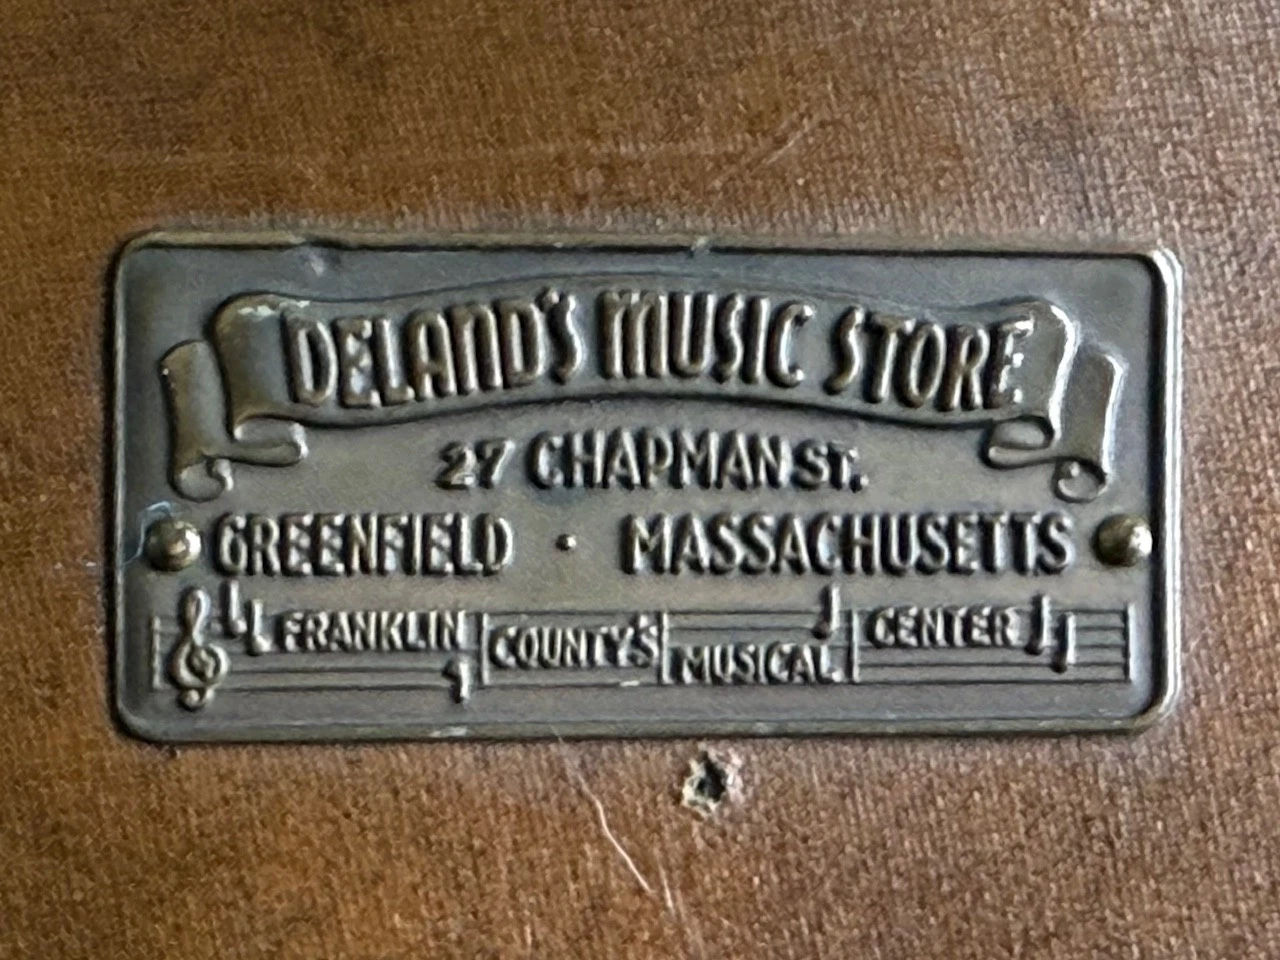 DELAND'S MUSIC STORE
27 CHAPMAN ST.
GREENFIELD · MASSACHUSETTS
FRANKLIN COUNTY'S MUSICAL CENTER